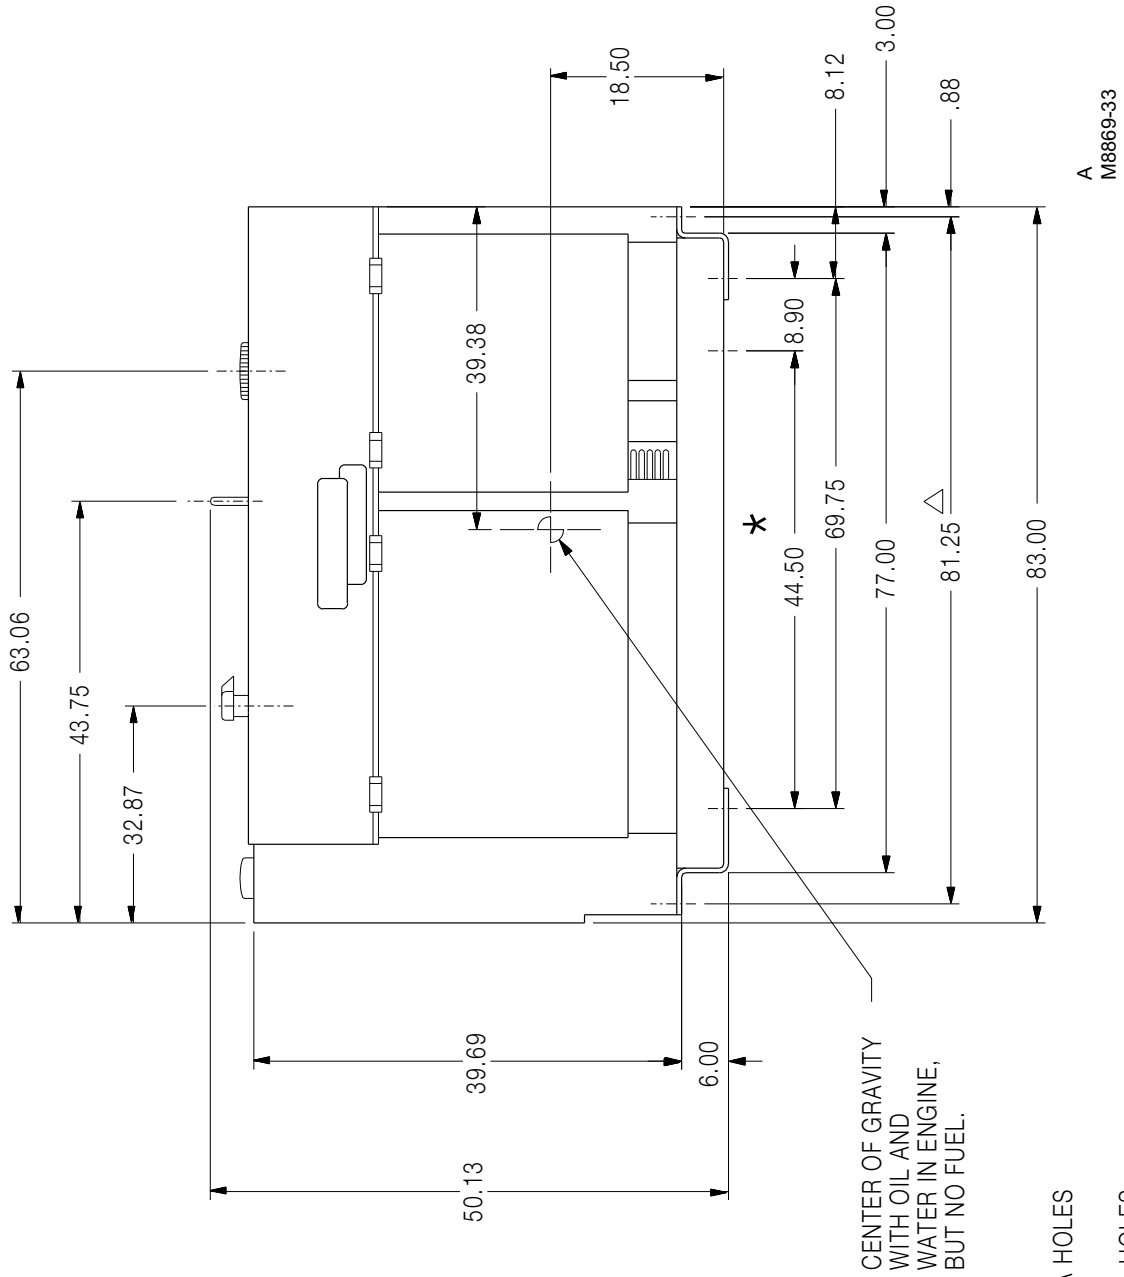 63.06
43.75
32.87
39.38
18.50
8.12
3.00
.88
8.90
44.50
*
69.75
77.00
81.25 △
83.00
39.69
6.00
50.13
CENTER OF GRAVITY
WITH OIL AND
WATER IN ENGINE,
BUT NO FUEL.
A HOLES
HOLES
A
M8869-33